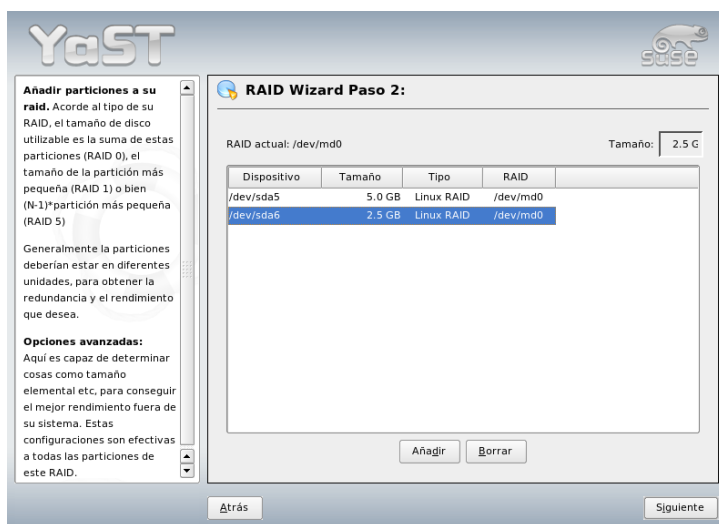 YaST
suse
Añadir particiones a su
raid. Acorde al tipo de su
RAID, el tamaño de disco
utilizable es la suma de estas
particiones (RAID 0), el
tamaño de la partición más
pequeña (RAID 1) o bien
(N-1)*partición más pequeña
(RAID 5)
Generalmente la particiones
deberían estar en diferentes
unidades, para obtener la
redundancia y el rendimiento
que desea.
Opciones avanzadas:
Aquí es capaz de determinar
cosas como tamaño
elemental etc, para conseguir
el mejor rendimiento fuera de
su sistema. Estas
configuraciones son efectivas
a todas las particiones de
este RAID.
RAID Wizard Paso 2:
RAID actual: /dev/md0 Tamaño: 2.5 G
Dispositivo Tamaño Tipo RAID
/dev/sda5 5.0 GB Linux RAID /dev/md0
/dev/sda6 2.5 GB Linux RAID /dev/md0
Añadir Borrar
Atrás Siguiente